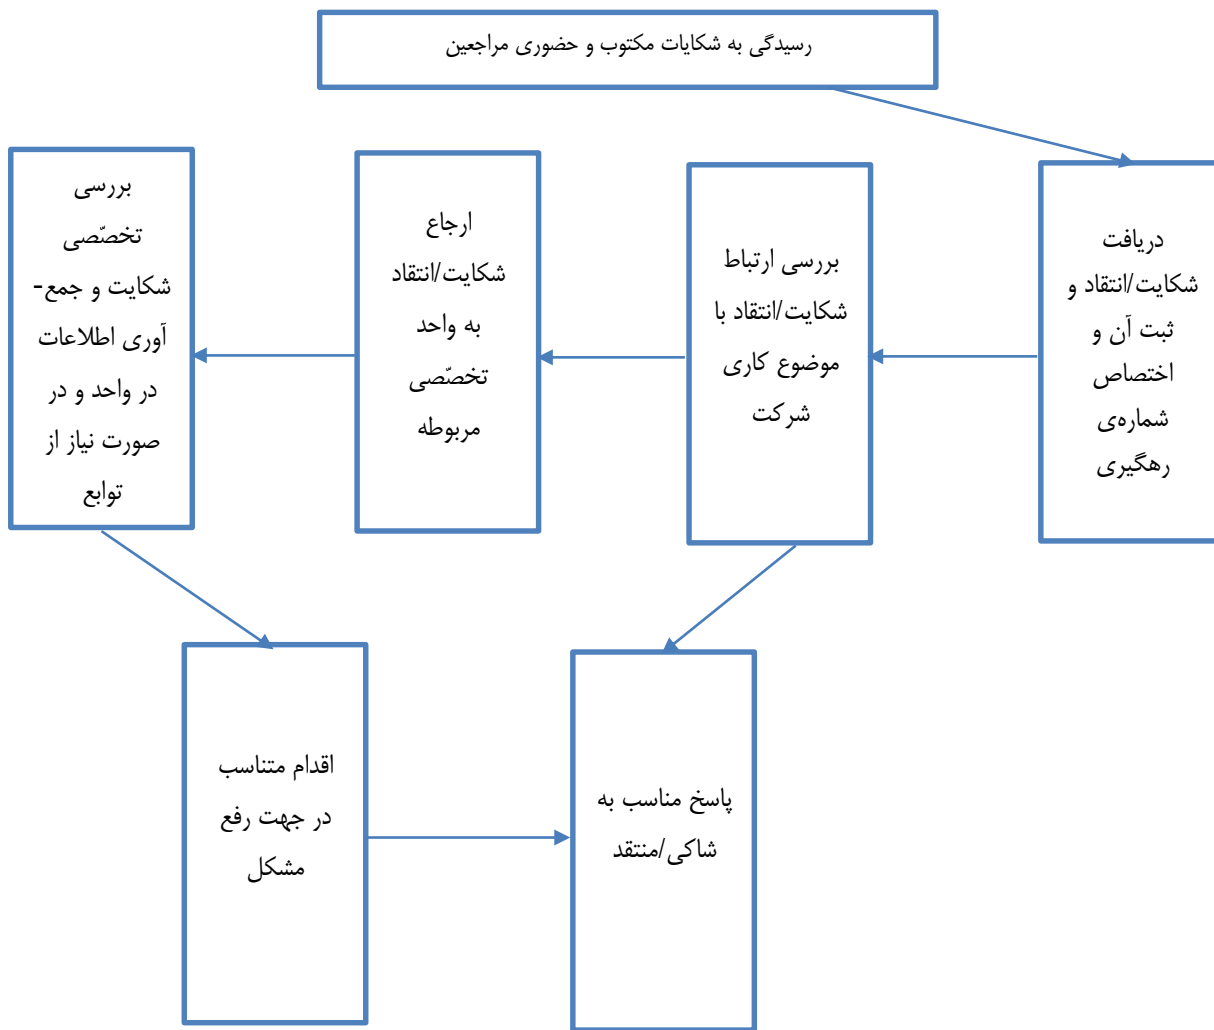 رسیدگی به شکایات مکتوب و حضوری مراجعین
دریافت
شکایت/انتقاد و
ثبت آن و
اختصاص
شماره‌ی
رهگیری
بررسی ارتباط
شکایت/انتقاد با
موضوع کاری
شرکت
ارجاع
شکایت/انتقاد
به واحد
تخصّصی
مربوطه
بررسی
تخصّصی
شکایت و جمع-
آوری اطلاعات
در واحد و در
صورت نیاز از
توابع
اقدام متناسب
در جهت رفع
مشکل
پاسخ مناسب به
شاکی/منتقد